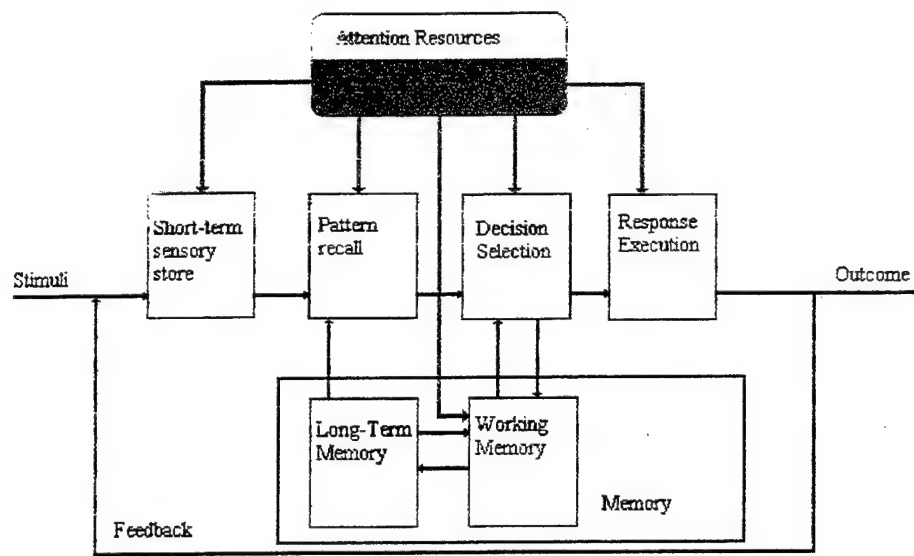 Attention Resources
Short-term
sensory
store
Pattern
recall
Decision
Selection
Response
Execution
Stimuli
Outcome
Long-Term
Memory
Working
Memory
Memory
Feedback